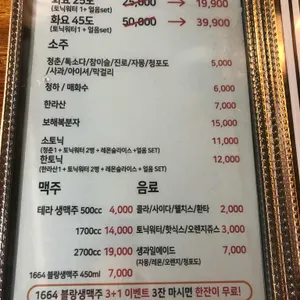 화요 25도 25,000 → 19,900
(토닉워터1+얼음set)
화요 45도 50,000 → 39,900
(토닉워터 1 + 얼음set)
소주
청춘/톡소다/참이슬/진로/자몽/청포도 5,000
/사과/아이셔/막걸리
청하 / 매화수 6,000
한라산 7,000
보해복분자 15,000
소토닉 11,000
(청춘1 + 토닉워터 2병 + 레몬슬라이스 +얼음 SET)
한토닉 12,000
(한라산1 + 토닉워터 2병 + 레몬슬라이스 + 얼음 SET)
맥주 음료
테라 생맥주 500cc 4,000 콜라/사이다/웰치스/환타 2,000
1700cc 14,000 토닉워터/핫식스/오렌지쥬스 3,000
2700cc 19,000 생과일에이드 7,000
(자몽/레몬/오렌지/청포도)
1664 블랑생맥주 450ml 7,000
1664 블랑생맥주 3+1 이벤트 3잔 마시면 한잔이 무료!